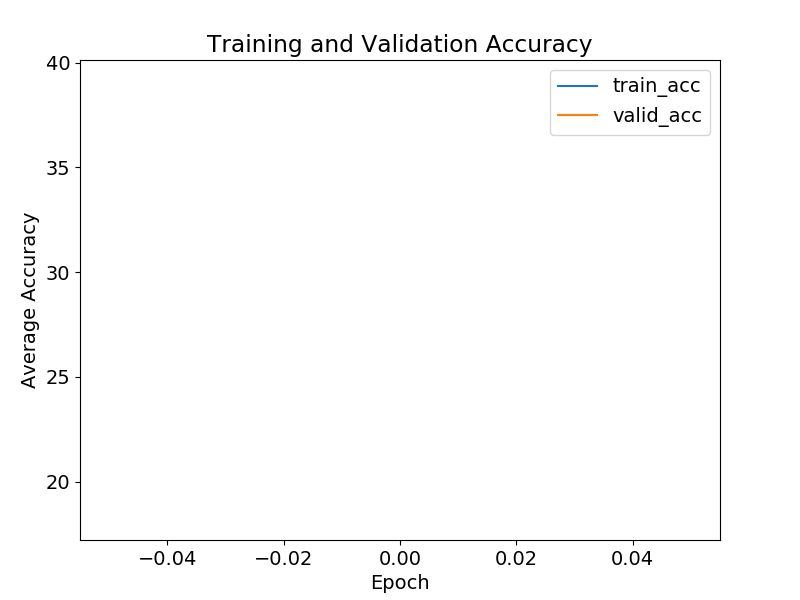 Training and Validation Accuracy
train_acc
valid_acc
40
35
30
25
20
Average Accuracy
−0.04
−0.02
0.00
0.02
0.04
Epoch